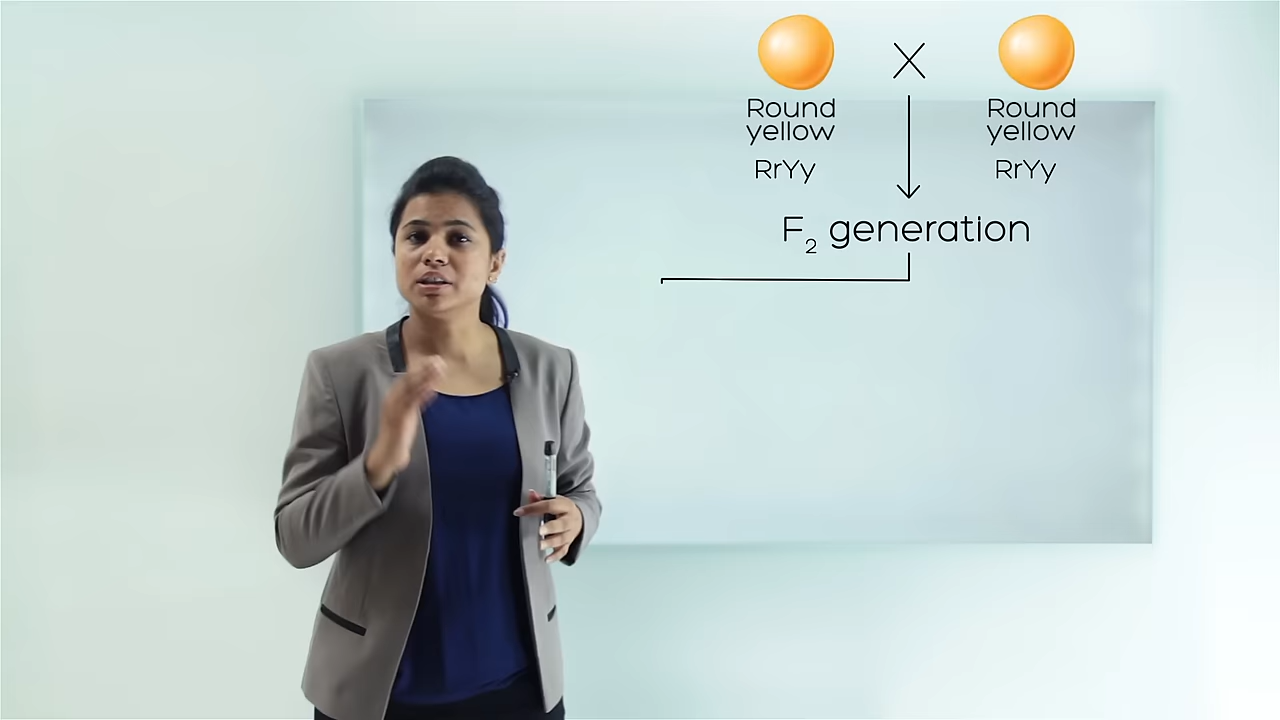 X
Round Round
yellow yellow
RrYy RrYy
F₂ generation